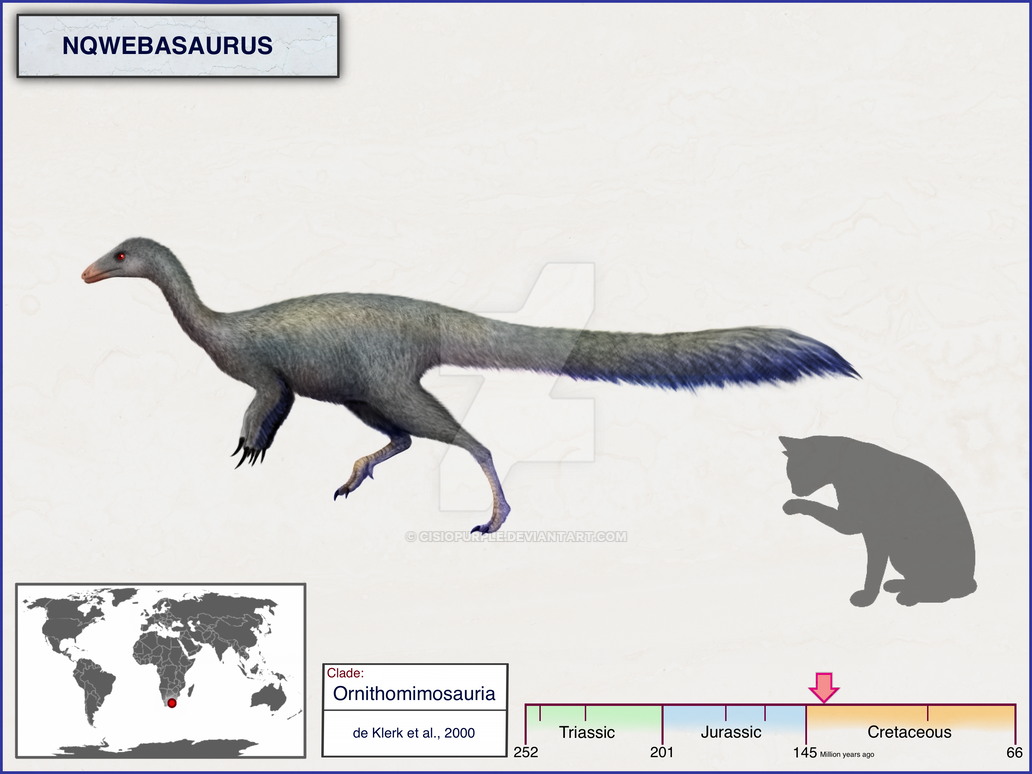 NQWEBASAURUS
© CISIOPURPLE.DEVIANTART.COM
Clade:
Ornithomimosauria
de Klerk et al., 2000
Triassic Jurassic Cretaceous
252 201 145 Million years ago 66